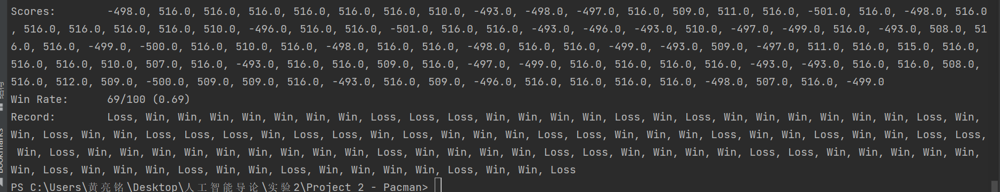 Scores:        -498.0, 516.0, 516.0, 516.0, 516.0, 516.0, 510.0, -493.0, -498.0, -497.0, 516.0, 509.0, 511.0, 516.0, -501.0, 516.0, -498.0, 516.0
, 516.0, 516.0, 516.0, 516.0, 510.0, -496.0, 516.0, 516.0, -501.0, 516.0, 516.0, -493.0, -496.0, -493.0, 510.0, -497.0, -499.0, 516.0, -493.0, 508.0, 51
6.0, 516.0, -499.0, -500.0, 516.0, 510.0, 516.0, -498.0, 516.0, 516.0, -498.0, 516.0, 516.0, -499.0, -493.0, 509.0, -497.0, 511.0, 516.0, 515.0, 516.0,
516.0, 516.0, 510.0, 507.0, 516.0, -493.0, 516.0, 516.0, 509.0, 516.0, -497.0, -499.0, 516.0, 516.0, 516.0, 516.0, -493.0, -493.0, 516.0, 516.0, 508.0,
516.0, 512.0, 509.0, -500.0, 509.0, 509.0, 516.0, -493.0, 516.0, 509.0, -496.0, 516.0, 516.0, 516.0, 516.0, -498.0, 507.0, 516.0, -499.0
Win Rate:      69/100 (0.69)
Record:        Loss, Win, Win, Win, Win, Win, Win, Win, Loss, Loss, Loss, Win, Win, Win, Win, Loss, Win, Loss, Win, Win, Win, Win, Win, Win, Loss, Win,
Win, Loss, Win, Win, Loss, Loss, Loss, Win, Loss, Loss, Win, Loss, Win, Win, Win, Loss, Loss, Win, Win, Win, Loss, Win, Win, Loss, Win, Win, Loss, Loss,
Win, Loss, Win, Win, Win, Win, Win, Win, Win, Win, Win, Loss, Win, Win, Win, Win, Loss, Loss, Win, Win, Win, Win, Loss, Loss, Win, Win, Win, Win, Win,
Win, Loss, Win, Win, Win, Loss, Win, Win, Loss, Win, Win, Win, Win, Loss, Win, Win, Loss
PS C:\Users\黄亮铭\Desktop\人工智能导论\实验2\Project 2 - Pacman>
结构
Bookmarks